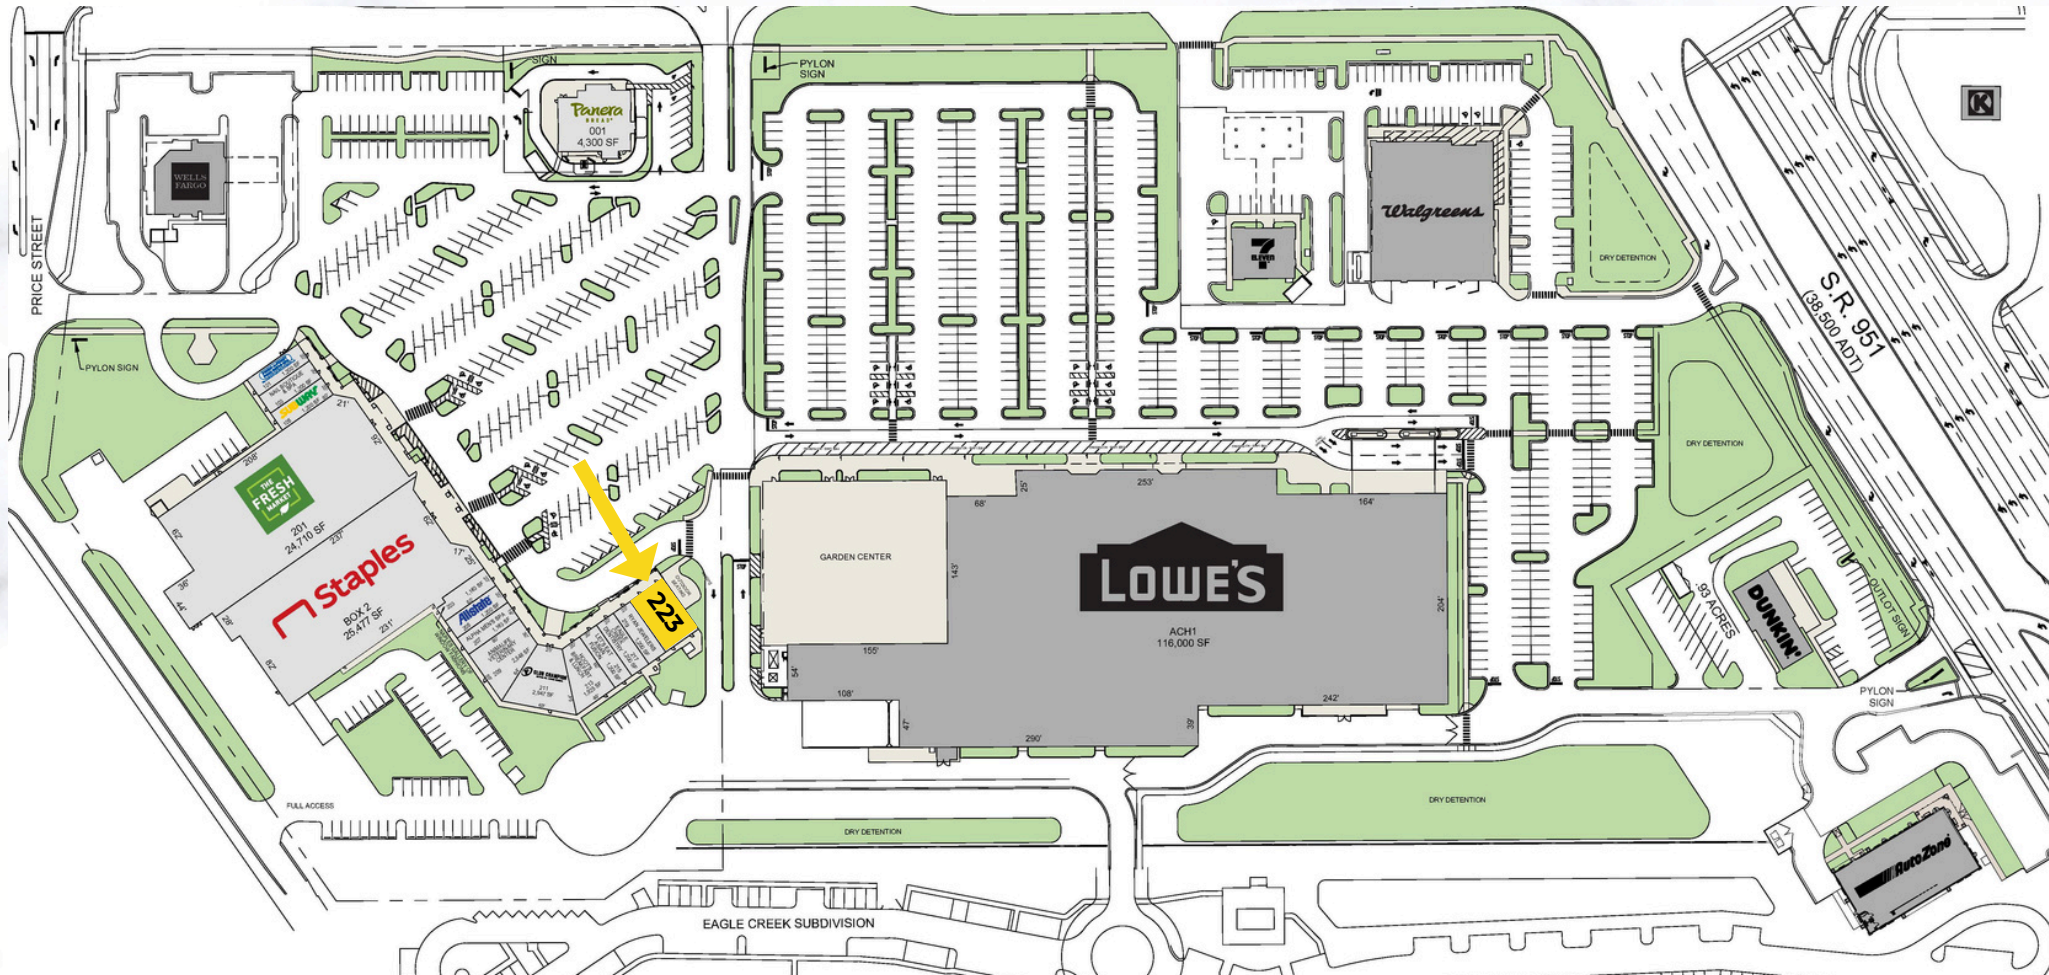 SIGN
PYLON
SIGN
Panera
BREAD
001
4,300 SF
WELLS
FARGO
PRICE STREET
PYLON SIGN
Walgreens
7
ELEVEN
DRY DETENTION
K
S.R. 951
(38,500 ADT)
SUBWAY
21'
208'
THE
FRESH
MARKET
201
24,710 SF
237'
Staples
BOX 2
25,477 SF
231'
17'
36'
44'
Allstate
211
223
GARDEN CENTER
143'
155'
54'
108'
47'
68'
25'
253'
164'
LOWE'S
ACH1
116,000 SF
204'
290'
39'
242'
DRY DETENTION
.93 ACRES
DUNKIN'
OUTLOT SIGN
PYLON
SIGN
FULL ACCESS
DRY DETENTION
DRY DETENTION
AutoZone
EAGLE CREEK SUBDIVISION